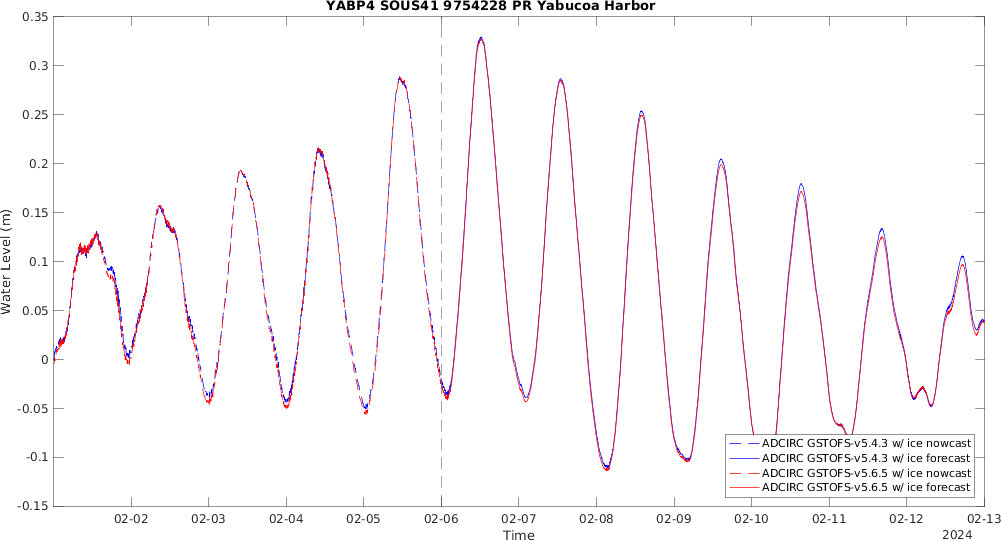 YABP4 SOUS41 9754228 PR Yabucoa Harbor
0.35
0.3
0.25
0.2
0.15
0.1
0.05
0
-0.05
-0.1
-0.15
Water Level (m)
ADCIRC GSTOFS-v5.4.3 w/ ice nowcast
ADCIRC GSTOFS-v5.4.3 w/ ice forecast
ADCIRC GSTOFS-v5.6.5 w/ ice nowcast
ADCIRC GSTOFS-v5.6.5 w/ ice forecast
02-02 02-03 02-04 02-05 02-06 02-07 02-08 02-09 02-10 02-11 02-12 02-13
Time
2024